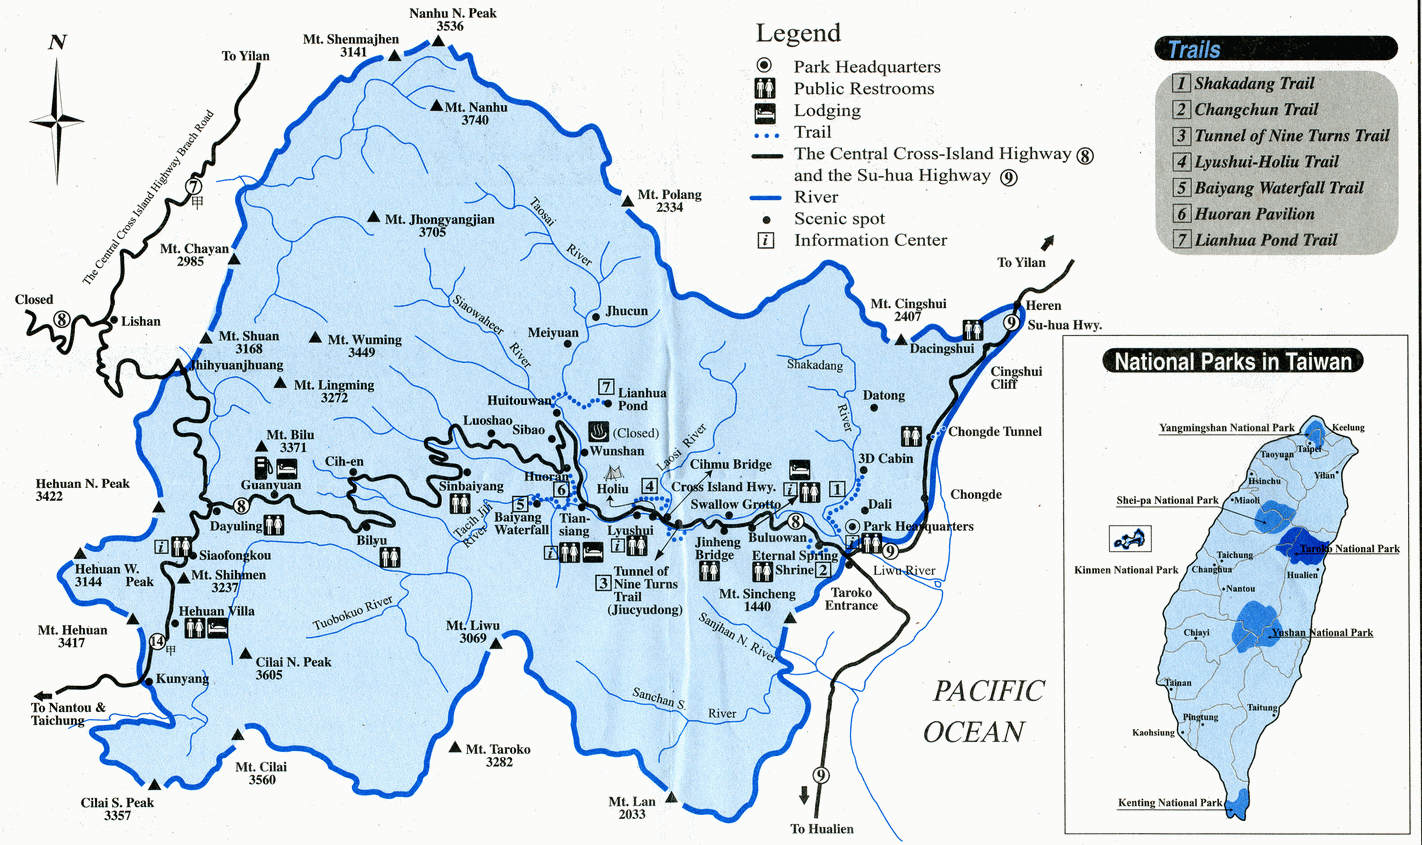 Nanhu N. Peak
3536
Mt. Shenmajhen
3141
N
To Yilan
Mt. Nanhu
3740
The Central Cross Island Highway Brach Road
7
甲
Mt. Polang
2334
Taosai
River
Mt. Jhongyangjian
3705
Mt. Chayan
2985
Closed
8
Lishan
Siaowaheer
River
Jhucun
Meiyuan
Mt. Shuan
3168
Mt. Wuming
3449
Jhihyuanjhuang
Mt. Lingming
3272
To Yilan
Heren
9
Su-hua Hwy.
Mt. Cingshui
2407
Dacingshui
Cingshui
Cliff
Shakadang
River
Datong
7
Lianhua
Pond
Huitouwan
(Closed)
Luoshao
Sibao
Wunshan
Laosi River
Chongde Tunnel
Mt. Bilu
3371
Guanyuan
Cih-en
Sinbaiyang
Huoran
6
Holiu
4
Cihmu Bridge
Cross Island Hwy.
Swallow Grotto
i
1
3D Cabin
Dali
Chongde
Hehuan N. Peak
3422
8
Dayuling
Bilyu
Tacih Jili
River
5
Baiyang
Waterfall
Tian-
siang
i
Lyushui
i
8
Park Headquarters
i
9
Jinheng
Bridge
Buluowan
Eternal Spring
Shrine
2
Liwu River
i
Siaofongkou
Hehuan W.
3144 Peak
Mt. Shihmen
3237
3
Tunnel of
Nine Turns
Trail
(Jiucyudong)
Mt. Sincheng
1440
Taroko
Entrance
Hehuan Villa
Tuobokuo River
Mt. Liwu
3069
Sanjhan N. River
Mt. Hehuan
3417
14
甲
Cilai N. Peak
3605
Kunyang
To Nantou &
Taichung
Sanchan S.
River
Mt. Taroko
3282
Mt. Cilai
3560
Cilai S. Peak
3357
Mt. Lan
2033
9
To Hualien
PACIFIC
OCEAN
Legend
Park Headquarters
Public Restrooms
Lodging
Trail
The Central Cross-Island Highway 8
and the Su-hua Highway 9
River
Scenic spot
i Information Center
Trails
1 Shakadang Trail
2 Changchun Trail
3 Tunnel of Nine Turns Trail
4 Lyushui-Holiu Trail
5 Baiyang Waterfall Trail
6 Huoran Pavilion
7 Lianhua Pond Trail
National Parks in Taiwan
Yangmingshan National Park
Keelung
Taipei
Taoyuan
Yilan
Hsinchu
Miaoli
Shei-pa National Park
Taroko National Park
Taichung
Changhua
Hualien
Kinmen National Park
Nantou
Chiayi
Yushan National Park
Tainan
Taitung
Pingtung
Kaohsiung
Kenting National Park